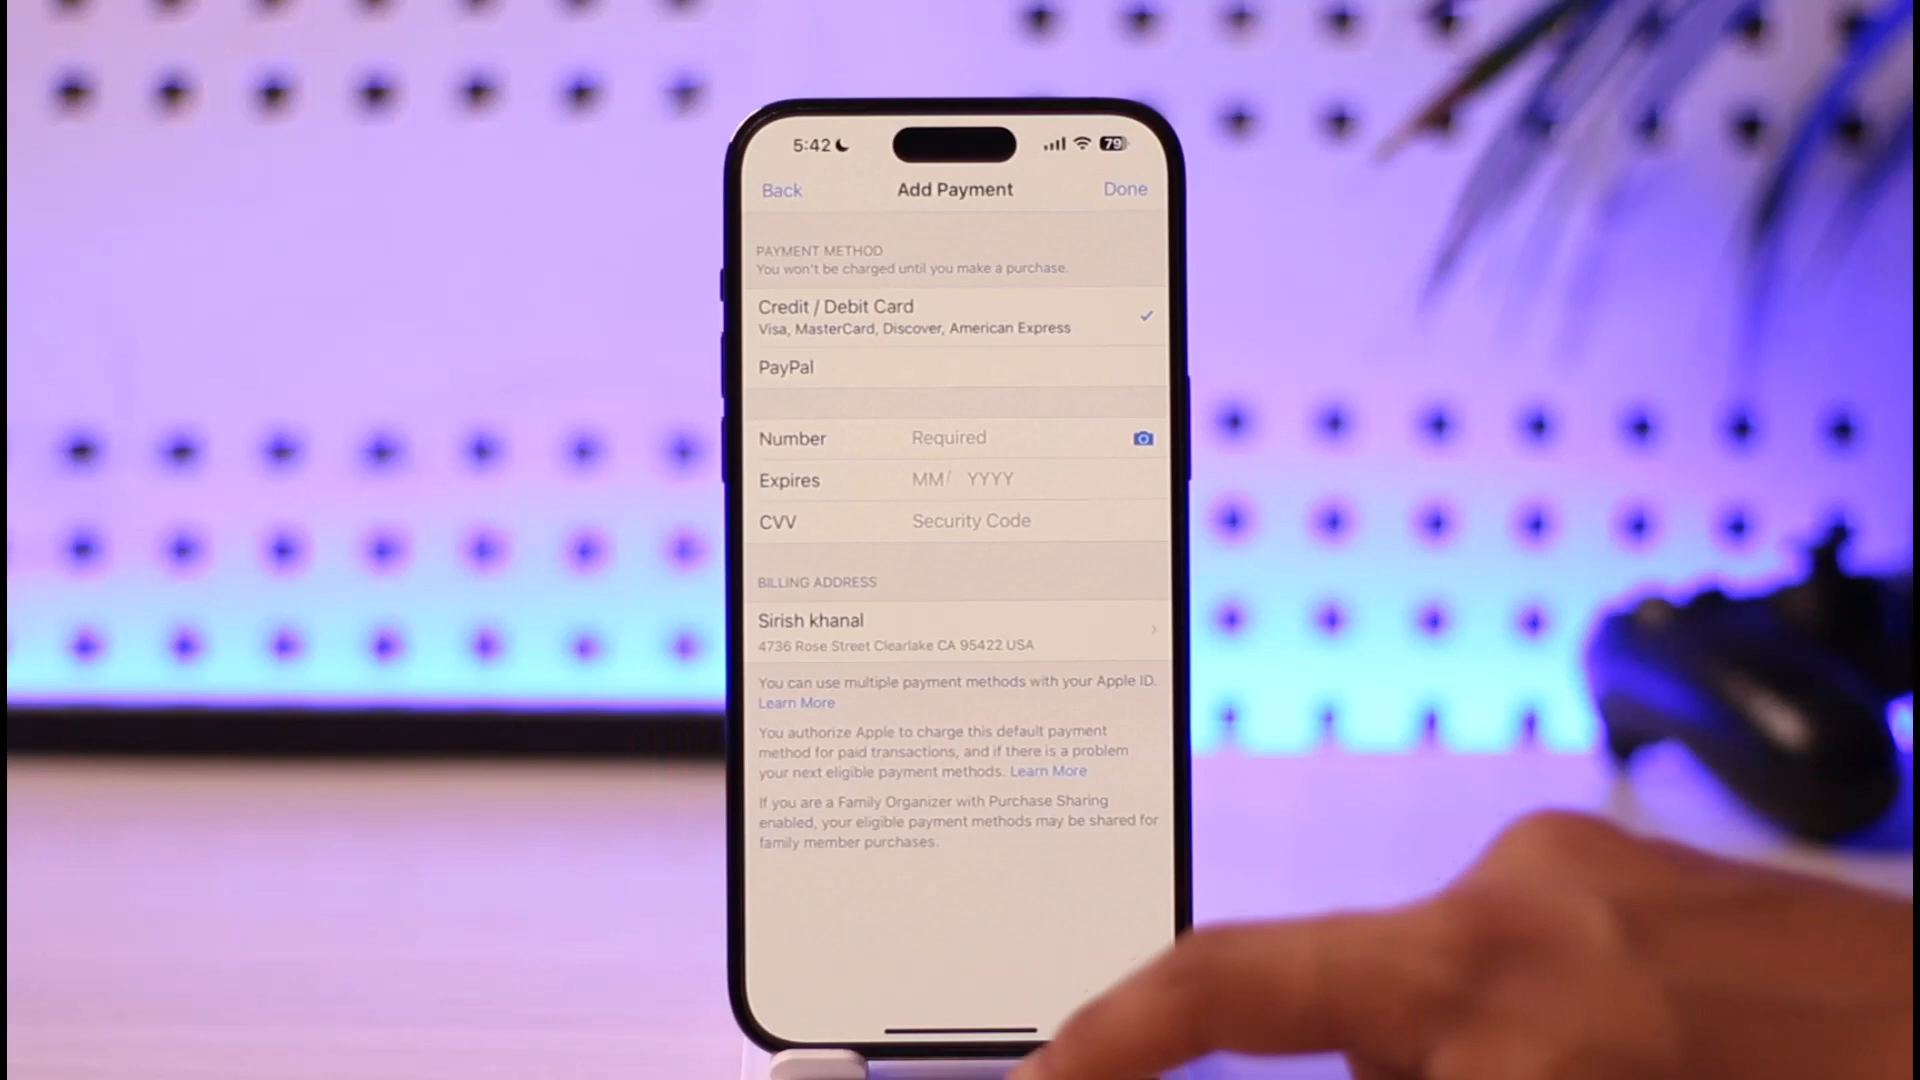 5:42 79
Back Add Payment Done
PAYMENT METHOD
You won't be charged until you make a purchase.
Credit / Debit Card
Visa, MasterCard, Discover, American Express
PayPal
Number Required
Expires MM/ YYYY
CVV Security Code
BILLING ADDRESS
Sirish khanal
4736 Rose Street Clearlake CA 95422 USA
You can use multiple payment methods with your Apple ID.
Learn More
You authorize Apple to charge this default payment
method for paid transactions, and if there is a problem
your next eligible payment methods. Learn More
If you are a Family Organizer with Purchase Sharing
enabled, your eligible payment methods may be shared for
family member purchases.